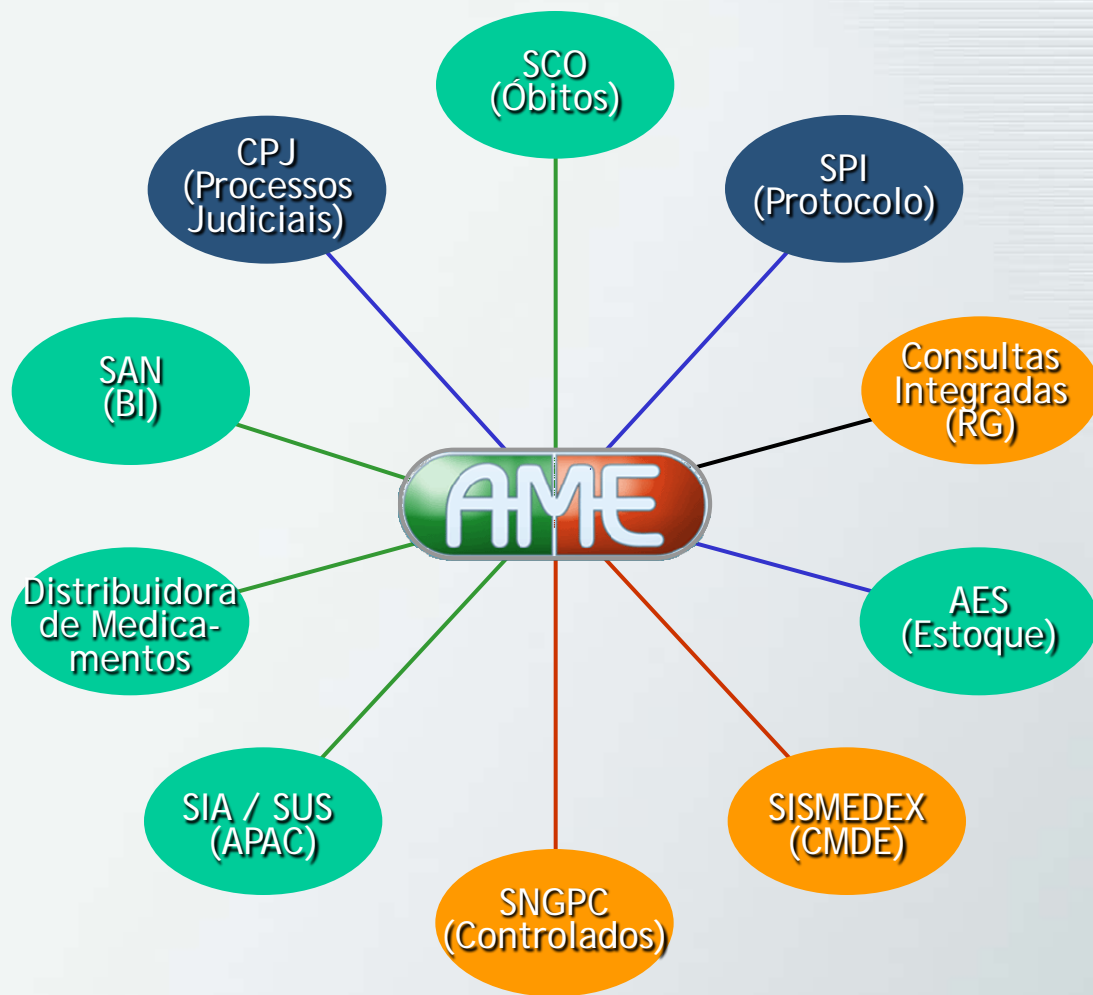 SCO
(Óbitos)
CPJ
(Processos
Judiciais)
SPI
(Protocolo)
SAN
(BI)
Consultas
Integradas
(RG)
AME
Distribuidora
de Medica-
mentos
AES
(Estoque)
SIA / SUS
(APAC)
SISMEDEX
(CMDE)
SNGPC
(Controlados)